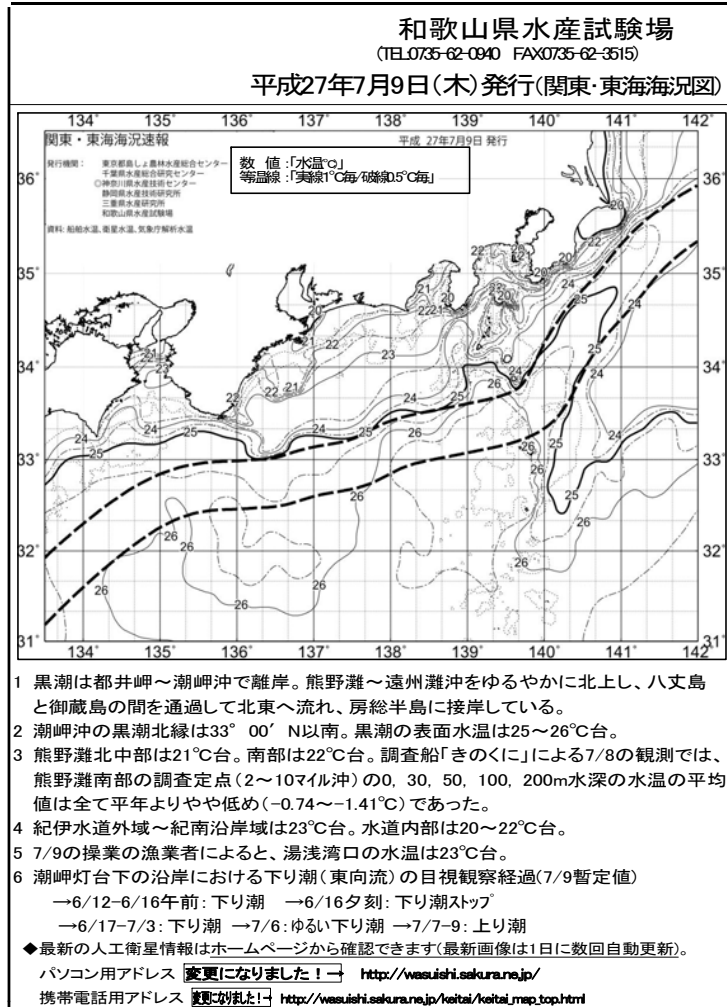 和歌山県水産試験場
(TEL:0735-62-0940 FAX0735-62-3515)
平成27年7月9日(木)発行(関東・東海海況図)
134° 135° 136° 137° 138° 139° 140° 141° 142°
関東・東海海況速報
平成 27年7月9日 発行
発行機関: 東京都島しょ農林水産総合センター
千葉県水産総合研究センター
◎神奈川県水産技術センター
静岡県水産技術研究所
三重県水産研究所
和歌山県水産試験場
資料: 船舶水温、衛星水温、気象庁解析水温
数 値:「水温℃」
等温線:「実線1℃毎/破線0.5℃毎」
36° 36°
35° 35°
34° 34°
33° 33°
32° 32°
31° 31°
134° 135° 136° 137° 138° 139° 140° 141° 142°
1 黒潮は都井岬~潮岬沖で離岸。熊野灘~遠州灘沖をゆるやかに北上し、八丈島
と御蔵島の間を通過して北東へ流れ、房総半島に接岸している。
2 潮岬沖の黒潮北縁は33° 00′ N以南。黒潮の表面水温は25~26℃台。
3 熊野灘北中部は21℃台。南部は22℃台。調査船「きのくに」による7/8の観測では、
熊野灘南部の調査定点(2~10マイル沖)の0, 30, 50, 100, 200m水深の水温の平均
値は全て平年よりやや低め(-0.74~-1.41℃)であった。
4 紀伊水道外域~紀南沿岸域は23℃台。水道内部は20~22℃台。
5 7/9の操業の漁業者によると、湯浅湾口の水温は23℃台。
6 潮岬灯台下の沿岸における下り潮(東向流)の目視観察経過(7/9暫定値)
→6/12-6/16午前:下り潮 →6/16夕刻:下り潮ストップ
→6/17-7/3:下り潮 →7/6:ゆるい下り潮 →7/7-9:上り潮
◆最新の人工衛星情報はホームページから確認できます(最新画像は1日に数回自動更新)。
パソコン用アドレス 変更になりました!→ http://wasuishi.sakura.ne.jp/
携帯電話用アドレス 変更になりました!→ http://wasuishi.sakura.ne.jp/keitai/keitai_map_top.html